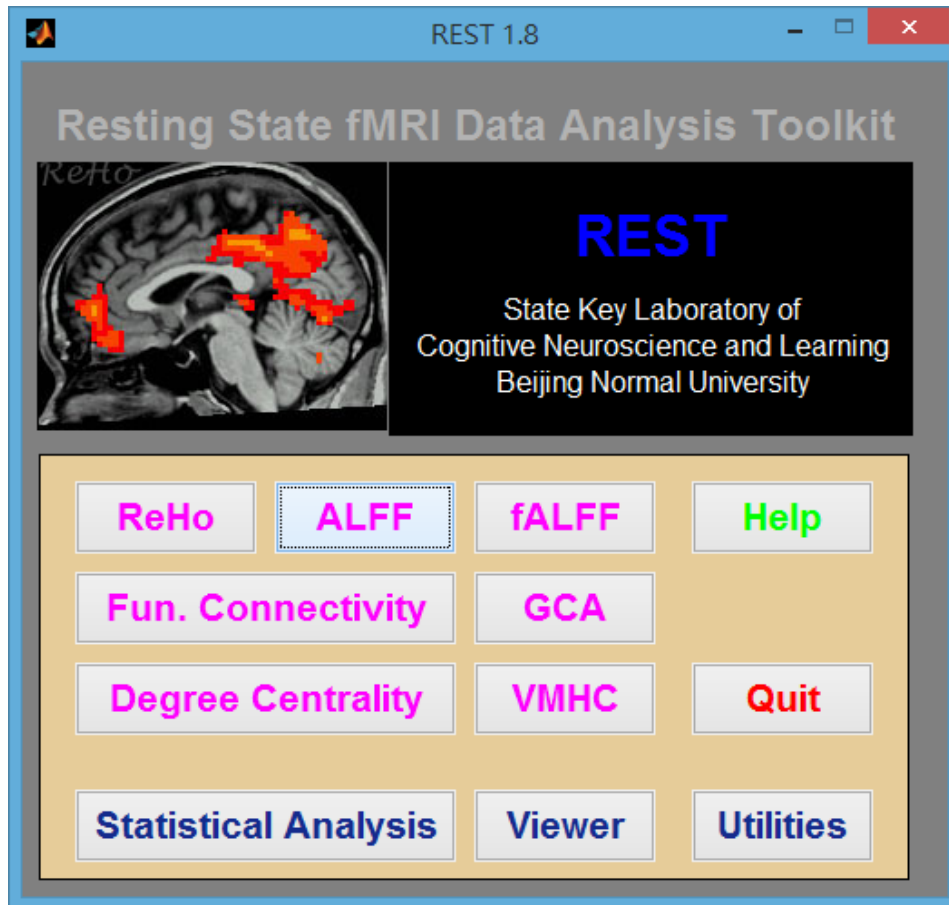 REST 1.8
Resting State fMRI Data Analysis Toolkit
ReHo
REST
State Key Laboratory of
Cognitive Neuroscience and Learning
Beijing Normal University
ReHo ALFF fALFF Help
Fun. Connectivity GCA
Degree Centrality VMHC Quit
Statistical Analysis Viewer Utilities